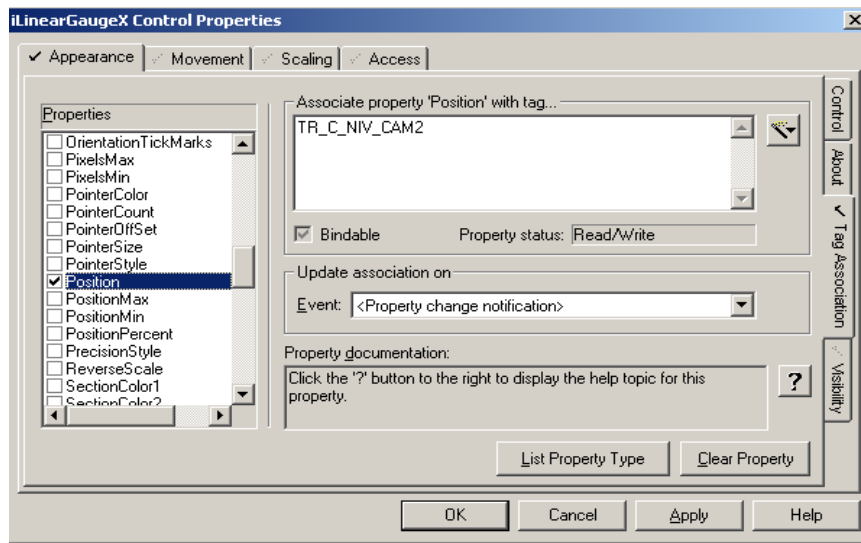 iLinearGaugeX Control Properties
Appearance Movement Scaling Access
Properties
OrientationTickMarks
PixelsMax
PixelsMin
PointerColor
PointerCount
PointerOffSet
PointerSize
PointerStyle
Position
PositionMax
PositionMin
PositionPercent
PrecisionStyle
ReverseScale
SectionColor1
SectionColor2
Associate property 'Position' with tag...
TR_C_NIV_CAM2
Bindable Property status: Read/Write
Update association on
Event: <Property change notification>
Property documentation:
Click the '?' button to the right to display the help topic for this
property.
?
List Property Type Clear Property
Control
About
Tag Association
Visibility
OK Cancel Apply Help